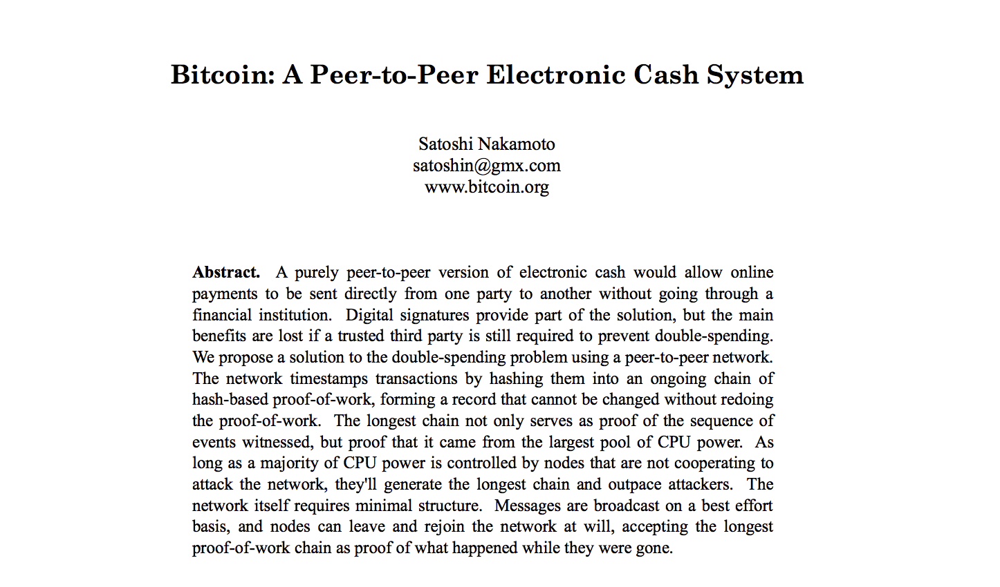 Bitcoin: A Peer-to-Peer Electronic Cash System
Satoshi Nakamoto
satoshin@gmx.com
www.bitcoin.org
Abstract. A purely peer-to-peer version of electronic cash would allow online
payments to be sent directly from one party to another without going through a
financial institution. Digital signatures provide part of the solution, but the main
benefits are lost if a trusted third party is still required to prevent double-spending.
We propose a solution to the double-spending problem using a peer-to-peer network.
The network timestamps transactions by hashing them into an ongoing chain of
hash-based proof-of-work, forming a record that cannot be changed without redoing
the proof-of-work. The longest chain not only serves as proof of the sequence of
events witnessed, but proof that it came from the largest pool of CPU power. As
long as a majority of CPU power is controlled by nodes that are not cooperating to
attack the network, they'll generate the longest chain and outpace attackers. The
network itself requires minimal structure. Messages are broadcast on a best effort
basis, and nodes can leave and rejoin the network at will, accepting the longest
proof-of-work chain as proof of what happened while they were gone.